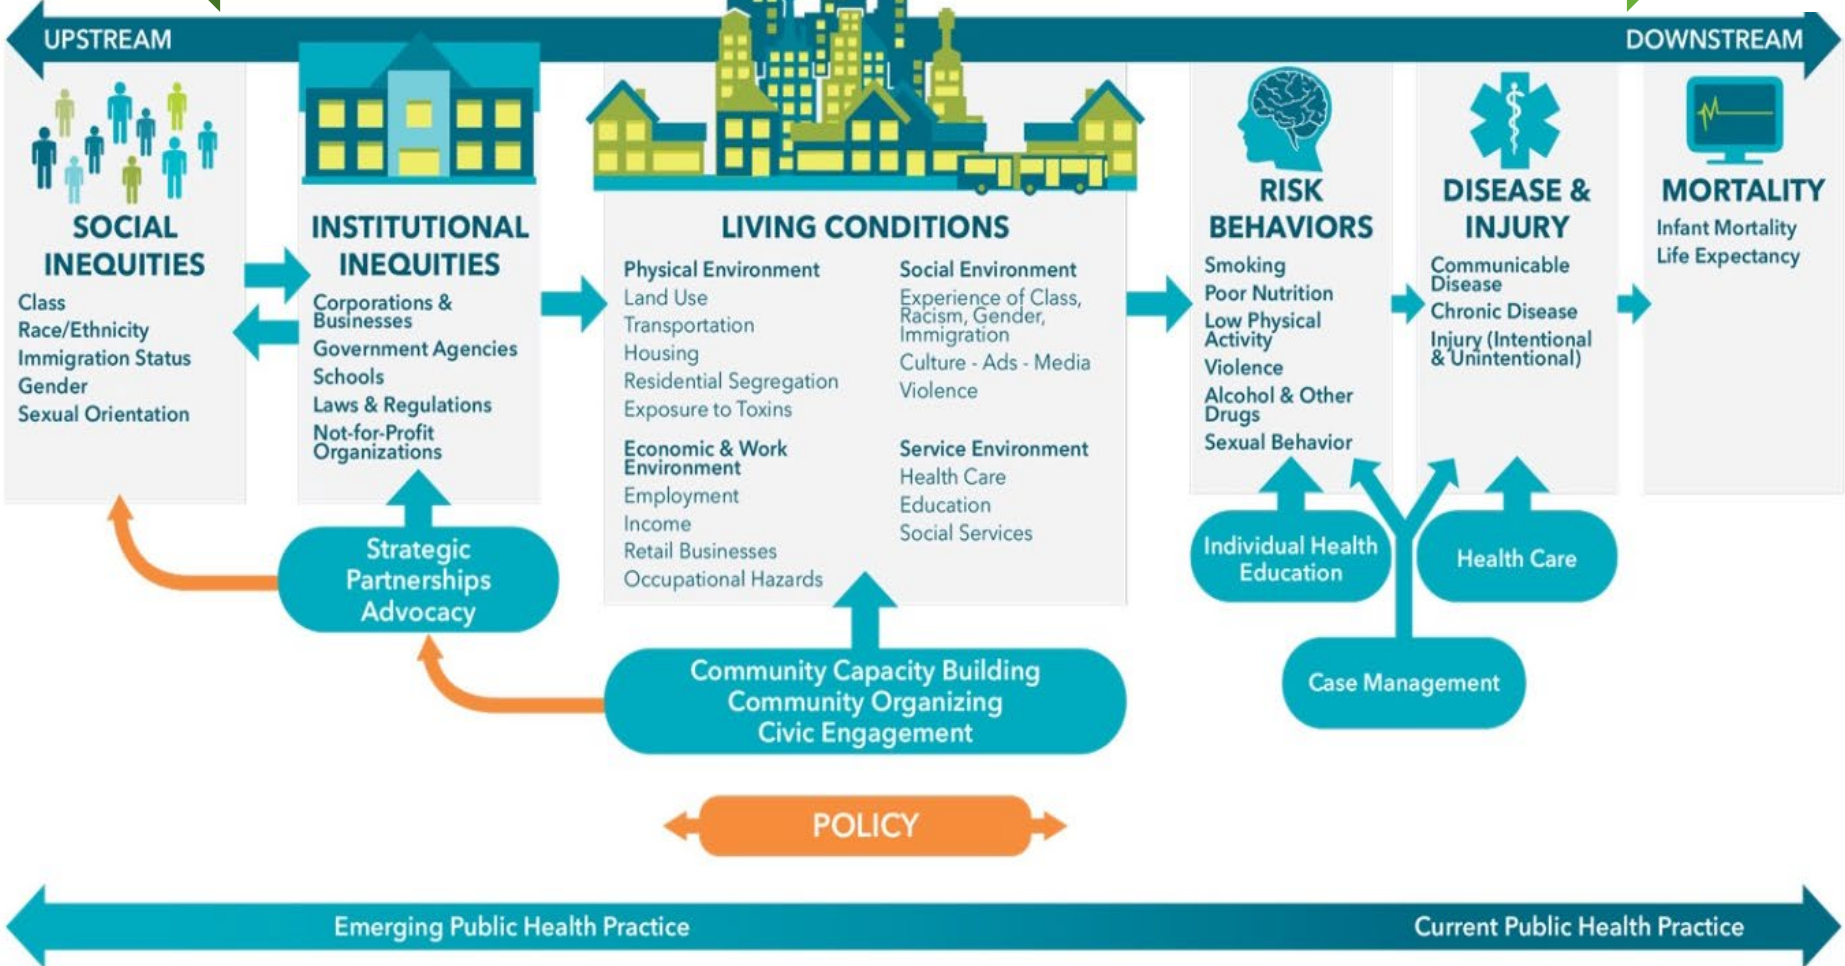 UPSTREAM
DOWNSTREAM
SOCIAL
INEQUITIES
Class
Race/Ethnicity
Immigration Status
Gender
Sexual Orientation
INSTITUTIONAL
INEQUITIES
Corporations &
Businesses
Government Agencies
Schools
Laws & Regulations
Not-for-Profit
Organizations
LIVING CONDITIONS
Physical Environment
Land Use
Transportation
Housing
Residential Segregation
Exposure to Toxins
Economic & Work
Environment
Employment
Income
Retail Businesses
Occupational Hazards
Social Environment
Experience of Class,
Racism, Gender,
Immigration
Culture - Ads - Media
Violence
Service Environment
Health Care
Education
Social Services
RISK
BEHAVIORS
Smoking
Poor Nutrition
Low Physical
Activity
Violence
Alcohol & Other
Drugs
Sexual Behavior
DISEASE &
INJURY
Communicable
Disease
Chronic Disease
Injury (Intentional
& Unintentional)
MORTALITY
Infant Mortality
Life Expectancy
Strategic
Partnerships
Advocacy
Community Capacity Building
Community Organizing
Civic Engagement
Individual Health
Education
Health Care
Case Management
POLICY
Emerging Public Health Practice
Current Public Health Practice